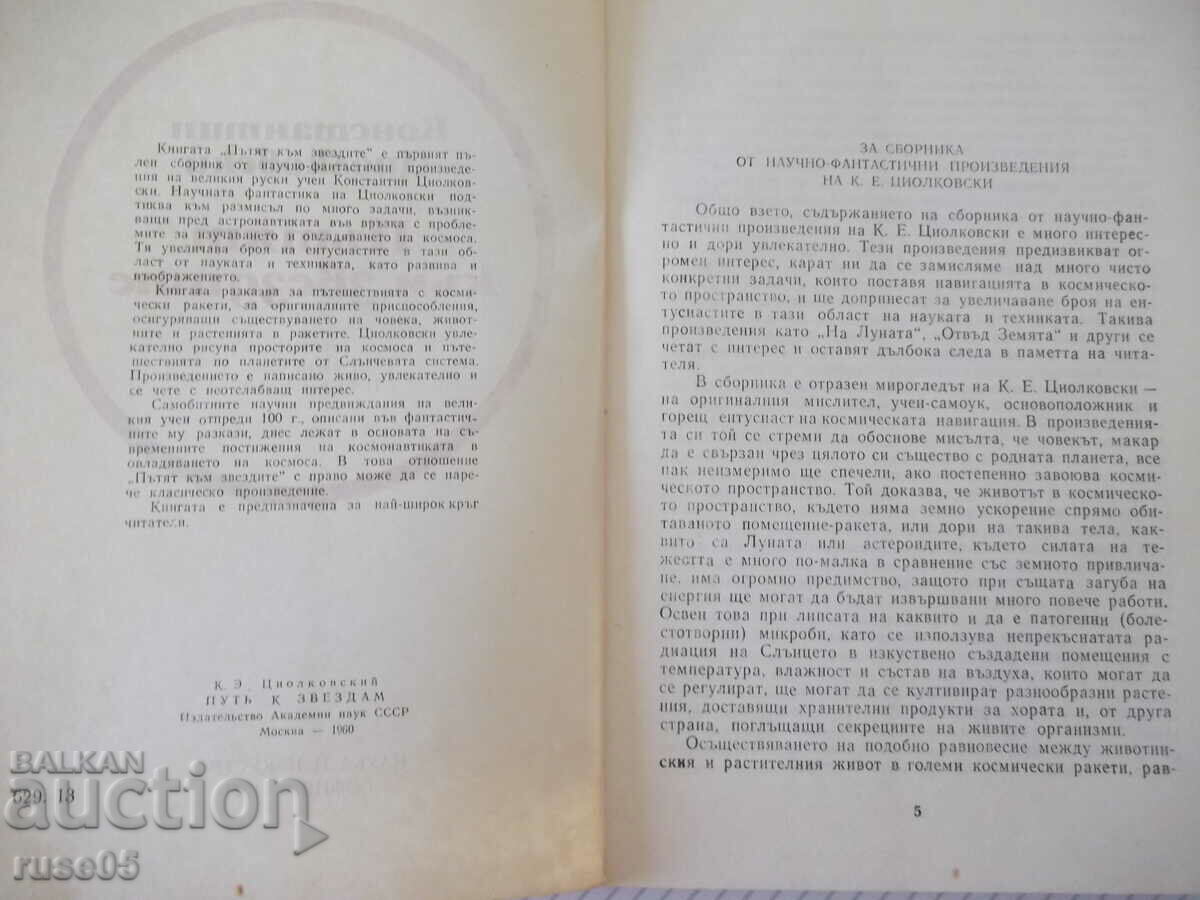 Книгата „Пътят към звездите“ е първият пъ-
лен сборник от научно-фантастични произведе-
ния на великия руски учен Константин Циолков-
ски. Научната фантастика на Циолковски под-
тиква към размисъл по много задачи, възник-
ващи пред астронавтиката във връзка с пробле-
мите за изучаването и овладяването на космоса.
Тя увеличава броя на ентусиастите в тази об-
ласт от науката и техниката, като развива и
въображението.
Книгата разказва за пътешествията с косми-
чески ракети, за оригиналните приспособления,
осигуряващи съществуването на човека, живот-
ните и растенията в ракетите. Циолковски увле-
кателно рисува просторите на космоса и пъте-
шествията по планетите от Слънчевата система.
Произведението е написано живо, увлекателно и
се чете с неотслабващ интерес.
Самобитните научни предвиждания на вели-
кия учен отпреди 100 г., описани във фантастич-
ните му разкази, днес лежат в основата на съ-
временните постижения на космонавтиката в
овладяването на космоса. В това отношение
„Пътят към звездите“ с право може да се наре-
че класическо произведение.
Книгата е предназначена за най-широк кръг
читатели.
К. Э. Циолковский
ПУТЬ К ЗВЕЗДАМ
Издательство Академии наук СССР
Москва — 1960
629. 13
ЗА СБОРНИКА
ОТ НАУЧНО-ФАНТАСТИЧНИ ПРОИЗВЕДЕНИЯ
НА К. Е. ЦИОЛКОВСКИ
Общо взето, съдържанието на сборника от научно-фан-
тастични произведения на К. Е. Циолковски е много интерес-
но и дори увлекателно. Тези произведения предизвикват ог-
ромен интерес, карат ни да се замисляме над много чисто
конкретни задачи, които поставя навигацията в космическо-
то пространство, и ще допринесат за увеличаване броя на ен-
тусиастите в тази област на науката и техниката. Такива
произведения като „На Луната“, „Отвъд Земята“ и други се
четат с интерес и оставят дълбока следа в паметта на чита-
теля.
В сборника е отразен мирогледът на К. Е. Циолковски —
на оригиналния мислител, учен-самоук, основоположник и
горещ ентусиаст на космическата навигация. В произведения-
та си той се стреми да обоснове мисълта, че човекът, макар
да е свързан чрез цялото си същество с родната планета, все
пак неизмеримо ще спечели, ако постепенно завоюва косми-
ческото пространство. Той доказва, че животът в космическо-
то пространство, където няма земно ускорение спрямо оби-
таваното помещение-ракета, или дори на такива тела, как-
вито са Луната или астероидите, където силата на те-
жестта е много по-малка в сравнение със земното привлича-
не, има огромно предимство, защото при същата загуба на
енергия ще могат да бъдат извършвани много повече работи.
Освен това при липсата на каквито и да е патогенни (боле-
стотворни) микроби, като се използува непрекъснатата ра-
диация на Слънцето в изкуствено създадени помещения с
температура, влажност и състав на въздуха, които могат да
се регулират, ще могат да се култивират разнообразни расте-
ния, доставящи хранителни продукти за хората и, от друга
страна, поглъщащи секрециите на живите организми.
Осъществяването на подобно равновесие между животин-
ския и растителния живот в големи космически ракети, рав-
5
BALKAN
auction
ruse05